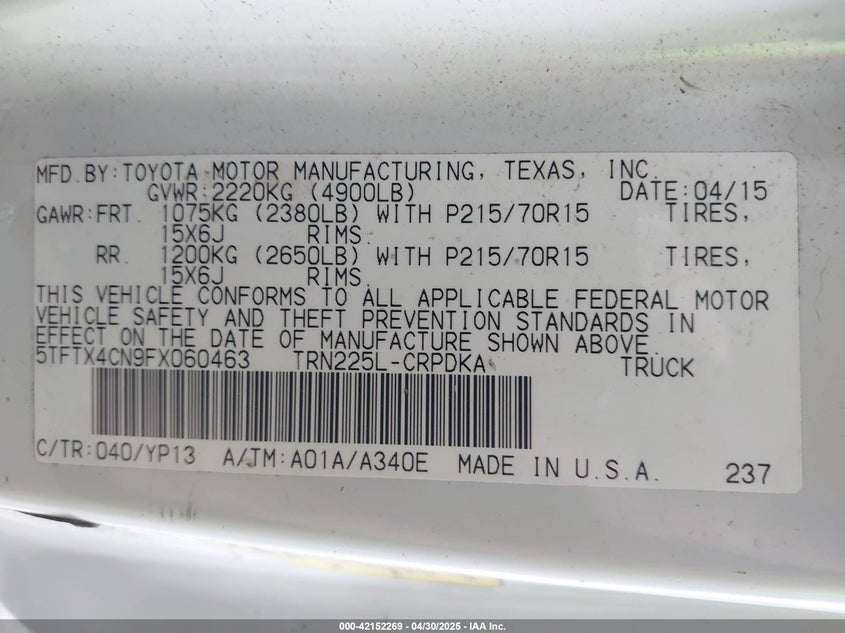 MFD.BY:TOYOTA MOTOR MANUFACTURING, TEXAS, INC.
GVWR:2220KG (4900LB) DATE:04/15
GAWR:FRT. 1075KG (2380LB) WITH P215/70R15 TIRES,
15X6J RIMS.
RR. 1200KG (2650LB) WITH P215/70R15 TIRES,
15X6J RIMS.
THIS VEHICLE CONFORMS TO ALL APPLICABLE FEDERAL MOTOR
VEHICLE SAFETY AND THEFT PREVENTION STANDARDS IN
EFFECT ON THE DATE OF MANUFACTURE SHOWN ABOVE.
5TFTX4CN9FX060463 TRN225L-CRPDKA TRUCK
C/TR:040/YP13 A/TM:A01A/A340E MADE IN U.S.A. 237
000-42152269 - 04/30/2025 - IAA Inc.